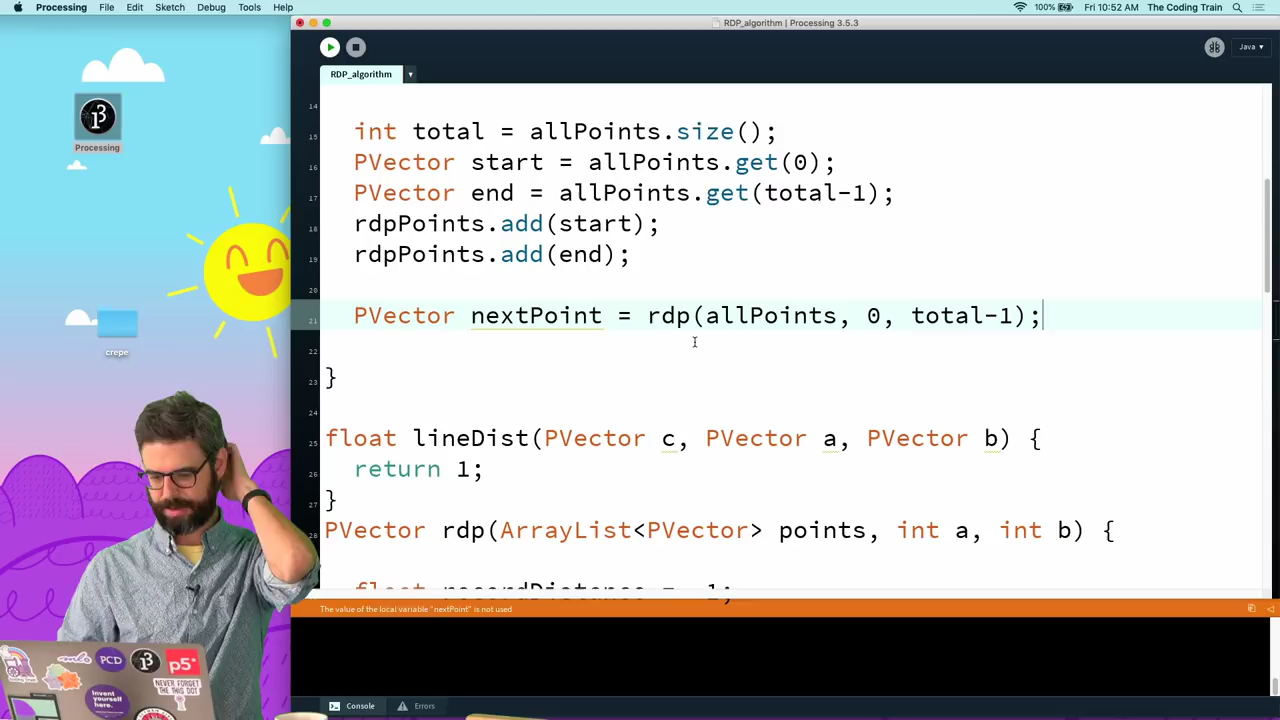 Processing File Edit Sketch Debug Tools Help
100% Fri 10:52 AM The Coding Train
RDP_algorithm | Processing 3.5.3
Java ▾
RDP_algorithm ▾
14
15 int total = allPoints.size();
16 PVector start = allPoints.get(0);
17 PVector end = allPoints.get(total-1);
18 rdpPoints.add(start);
19 rdpPoints.add(end);
20
21 PVector nextPoint = rdp(allPoints, 0, total-1);
22
23 }
24
25 float lineDist(PVector c, PVector a, PVector b) {
26 return 1;
27 }
28 PVector rdp(ArrayList<PVector> points, int a, int b) {
float recordDistance = -1;
The value of the local variable "nextPoint" is not used
Console Errors
Processing
crepe
PCD
p5*
NEVER FORGET THE THIS DOT
Invent yourself here.